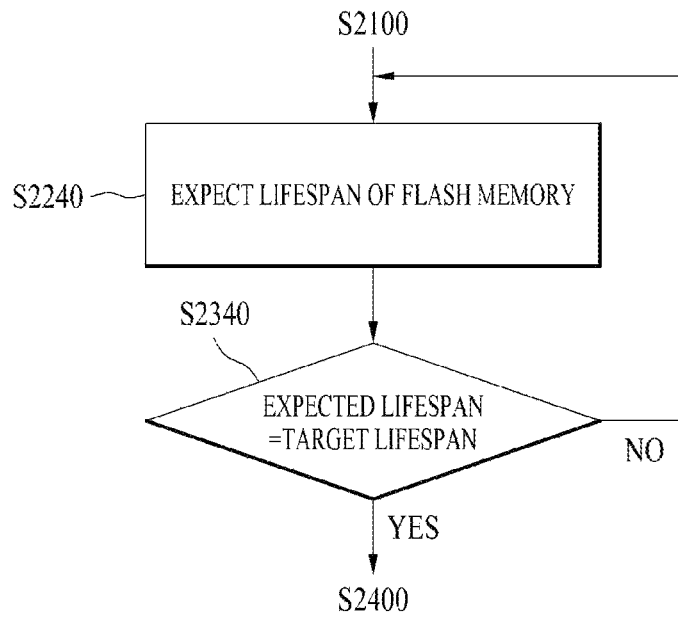 S2100
S2240
EXPECT LIFESPAN OF FLASH MEMORY
S2340
EXPECTED LIFESPAN
=TARGET LIFESPAN
NO
YES
S2400